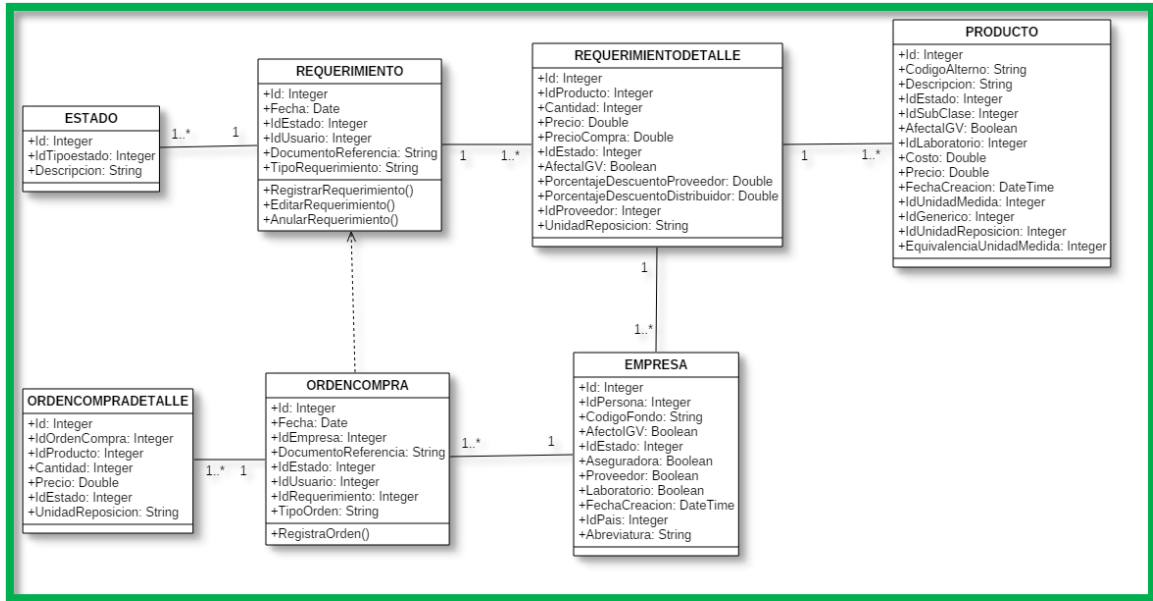 ESTADO
+Id: Integer
+IdTipoestado: Integer
+Descripcion: String
1..*
1
REQUERIMIENTO
+Id: Integer
+Fecha: Date
+IdEstado: Integer
+IdUsuario: Integer
+DocumentoReferencia: String
+TipoRequerimiento: String
+RegistrarRequerimiento()
+EditarRequerimiento()
+AnularRequerimiento()
1
1..*
REQUERIMIENTODETALLE
+Id: Integer
+IdProducto: Integer
+Cantidad: Integer
+Precio: Double
+PrecioCompra: Double
+IdEstado: Integer
+AfectaIGV: Boolean
+PorcentajeDescuentoProveedor: Double
+PorcentajeDescuentoDistribuidor: Double
+IdProveedor: Integer
+UnidadReposicion: String
1
1..*
PRODUCTO
+Id: Integer
+CodigoAlterno: String
+Descripcion: String
+IdEstado: Integer
+IdSubClase: Integer
+AfectaIGV: Boolean
+IdLaboratorio: Integer
+Costo: Double
+Precio: Double
+FechaCreacion: DateTime
+IdUnidadMedida: Integer
+IdGenerico: Integer
+IdUnidadReposicion: Integer
+EquivalenciaUnidadMedida: Integer
1
1..*
ORDENCOMPRADETALLE
+Id: Integer
+IdOrdenCompra: Integer
+IdProducto: Integer
+Cantidad: Integer
+Precio: Double
+IdEstado: Integer
+UnidadReposicion: String
1..*
1
ORDENCOMPRA
+Id: Integer
+Fecha: Date
+IdEmpresa: Integer
+DocumentoReferencia: String
+IdEstado: Integer
+IdUsuario: Integer
+IdRequerimiento: Integer
+TipoOrden: String
+RegistraOrden()
1..*
1
EMPRESA
+Id: Integer
+IdPersona: Integer
+CodigoFondo: String
+AfectoIGV: Boolean
+IdEstado: Integer
+Aseguradora: Boolean
+Proveedor: Boolean
+Laboratorio: Boolean
+FechaCreacion: DateTime
+IdPais: Integer
+Abreviatura: String